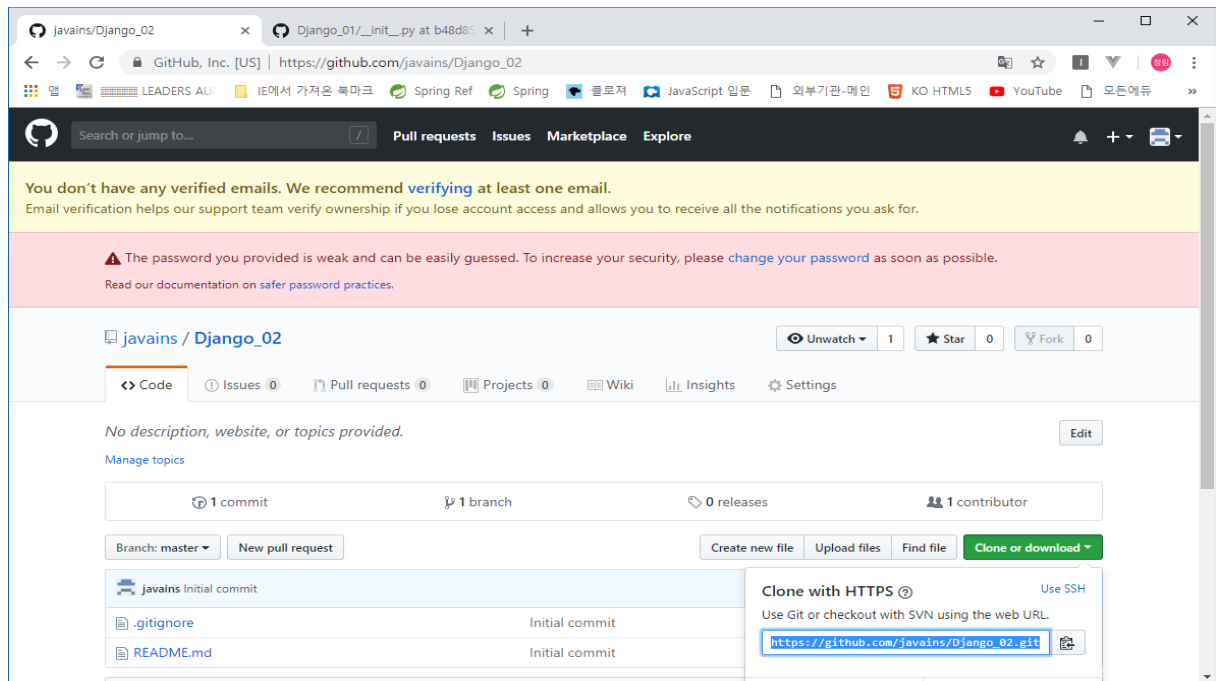 javains/Django_02
Django_01/__init__.py at b48d85
GitHub, Inc. [US] | https://github.com/javains/Django_02
앱 LEADERS AU IE에서 가져온 북마크 Spring Ref Spring 클로져 JavaScript 입문 외부기관-메인 KO HTML5 YouTube 모든에듀 »
Search or jump to... / Pull requests Issues Marketplace Explore
You don't have any verified emails. We recommend verifying at least one email.
Email verification helps our support team verify ownership if you lose account access and allows you to receive all the notifications you ask for.
The password you provided is weak and can be easily guessed. To increase your security, please change your password as soon as possible.
Read our documentation on safer password practices.
javains / Django_02 Unwatch 1 Star 0 Fork 0
Code Issues 0 Pull requests 0 Projects 0 Wiki Insights Settings
No description, website, or topics provided. Edit
Manage topics
1 commit 1 branch 0 releases 1 contributor
Branch: master New pull request Create new file Upload files Find file Clone or download
javains Initial commit
.gitignore Initial commit
README.md Initial commit
Clone with HTTPS Use SSH
Use Git or checkout with SVN using the web URL.
https://github.com/javains/Django_02.git